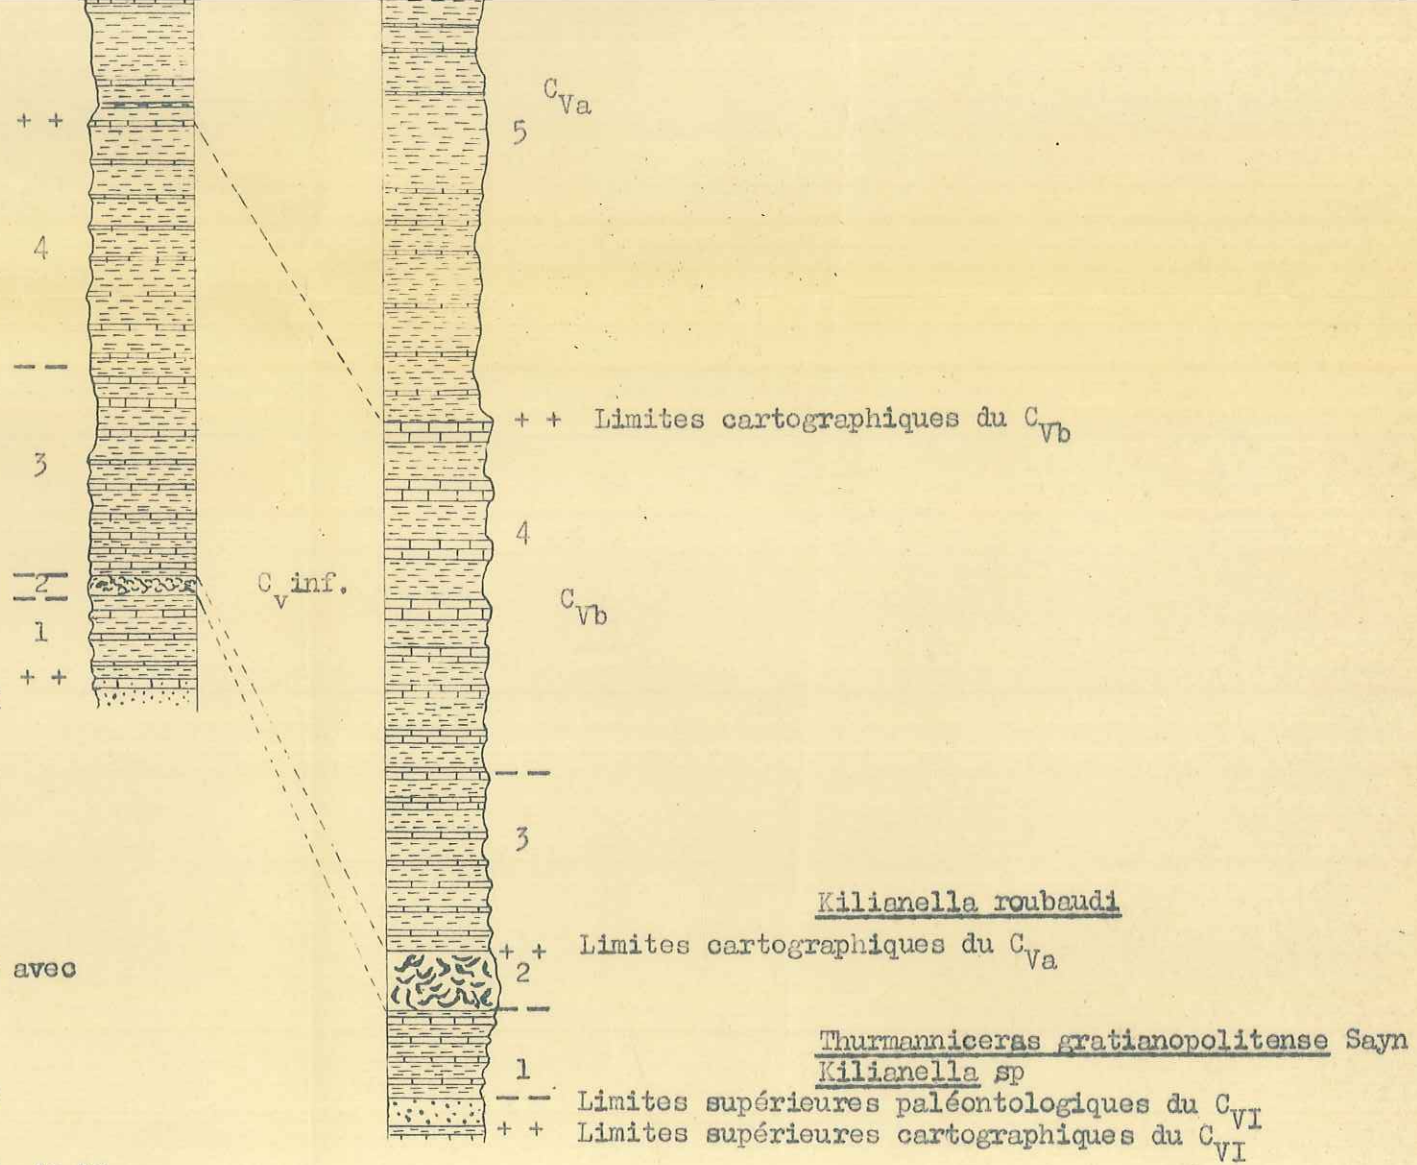 C Va
5
+ +
4
- -
+ + Limites cartographiques du C Vb
3
4
2
C v inf.
C Vb
1
+ +
- -
3
Kilianella roubaudi
+ + Limites cartographiques du C Va
avec
2
- -
Thurmanniceras gratianopolitense Sayn
1
Kilianella sp
- - Limites supérieures paléontologiques du C VI
+ + Limites supérieures cartographiques du C VI